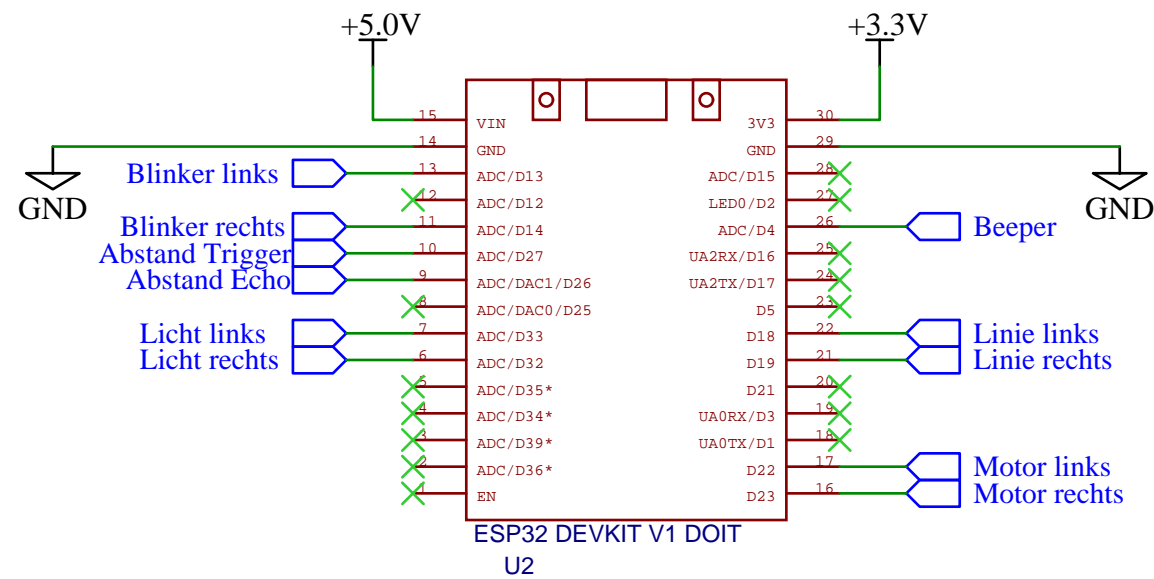 +5.0V
+3.3V
15 VIN
3V3 30
14 GND
GND 29
GND
GND
Blinker links 13 ADC/D13
ADC/D15 28
12 ADC/D12
LED0/D2 27
Blinker rechts 11 ADC/D14
ADC/D4 26 Beeper
Abstand Trigger 10 ADC/D27
UA2RX/D16 25
Abstand Echo 9 ADC/DAC1/D26
UA2TX/D17 24
8 ADC/DAC0/D25
D5 23
Licht links 7 ADC/D33
D18 22 Linie links
Licht rechts 6 ADC/D32
D19 21 Linie rechts
5 ADC/D35*
D21 20
4 ADC/D34*
UA0RX/D3 19
3 ADC/D39*
UA0TX/D1 18
2 ADC/D36*
D22 17 Motor links
1 EN
D23 16 Motor rechts
ESP32 DEVKIT V1 DOIT
U2